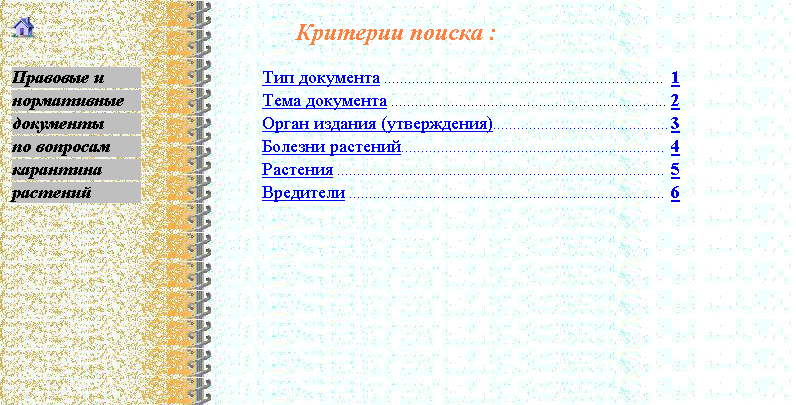 Критерии поиска :
Правовые и
нормативные
документы
по вопросам
карантина
растений
Тип документа ........................................................... 1
Тема документа ......................................................... 2
Орган издания (утверждения)..................................... 3
Болезни растений ....................................................... 4
Растения ..................................................................... 5
Вредители .................................................................. 6